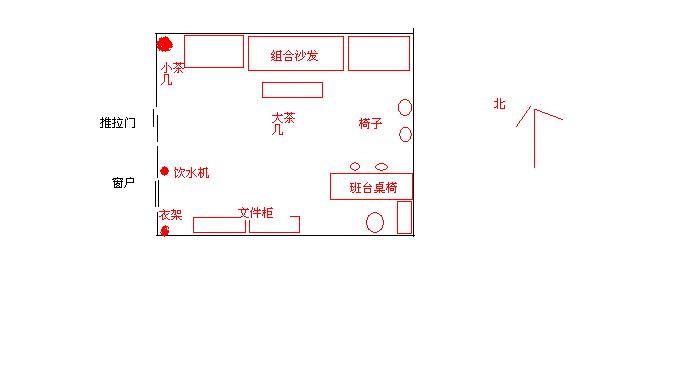 组合沙发
小茶
几
北
大茶
几
椅子
推拉门
饮水机
窗户
班台桌椅
衣架
文件柜